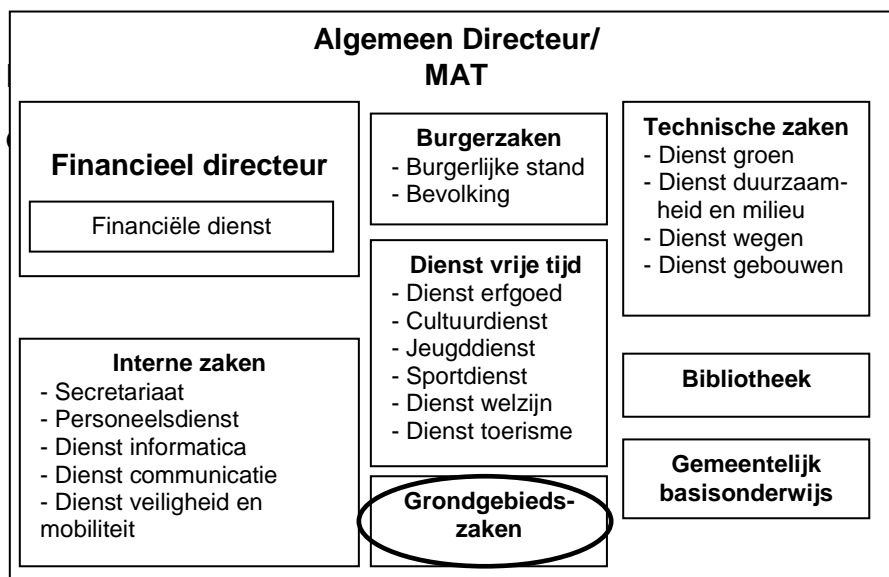 Algemeen Directeur/
MAT
Financieel directeur
Financiële dienst
Interne zaken
- Secretariaat
- Personeelsdienst
- Dienst informatica
- Dienst communicatie
- Dienst veiligheid en
mobiliteit
Burgerzaken
- Burgerlijke stand
- Bevolking
Dienst vrije tijd
- Dienst erfgoed
- Cultuurdienst
- Jeugddienst
- Sportdienst
- Dienst welzijn
- Dienst toerisme
Grondgebieds-
zaken
Technische zaken
- Dienst groen
- Dienst duurzaam-
heid en milieu
- Dienst wegen
- Dienst gebouwen
Bibliotheek
Gemeentelijk
basisonderwijs